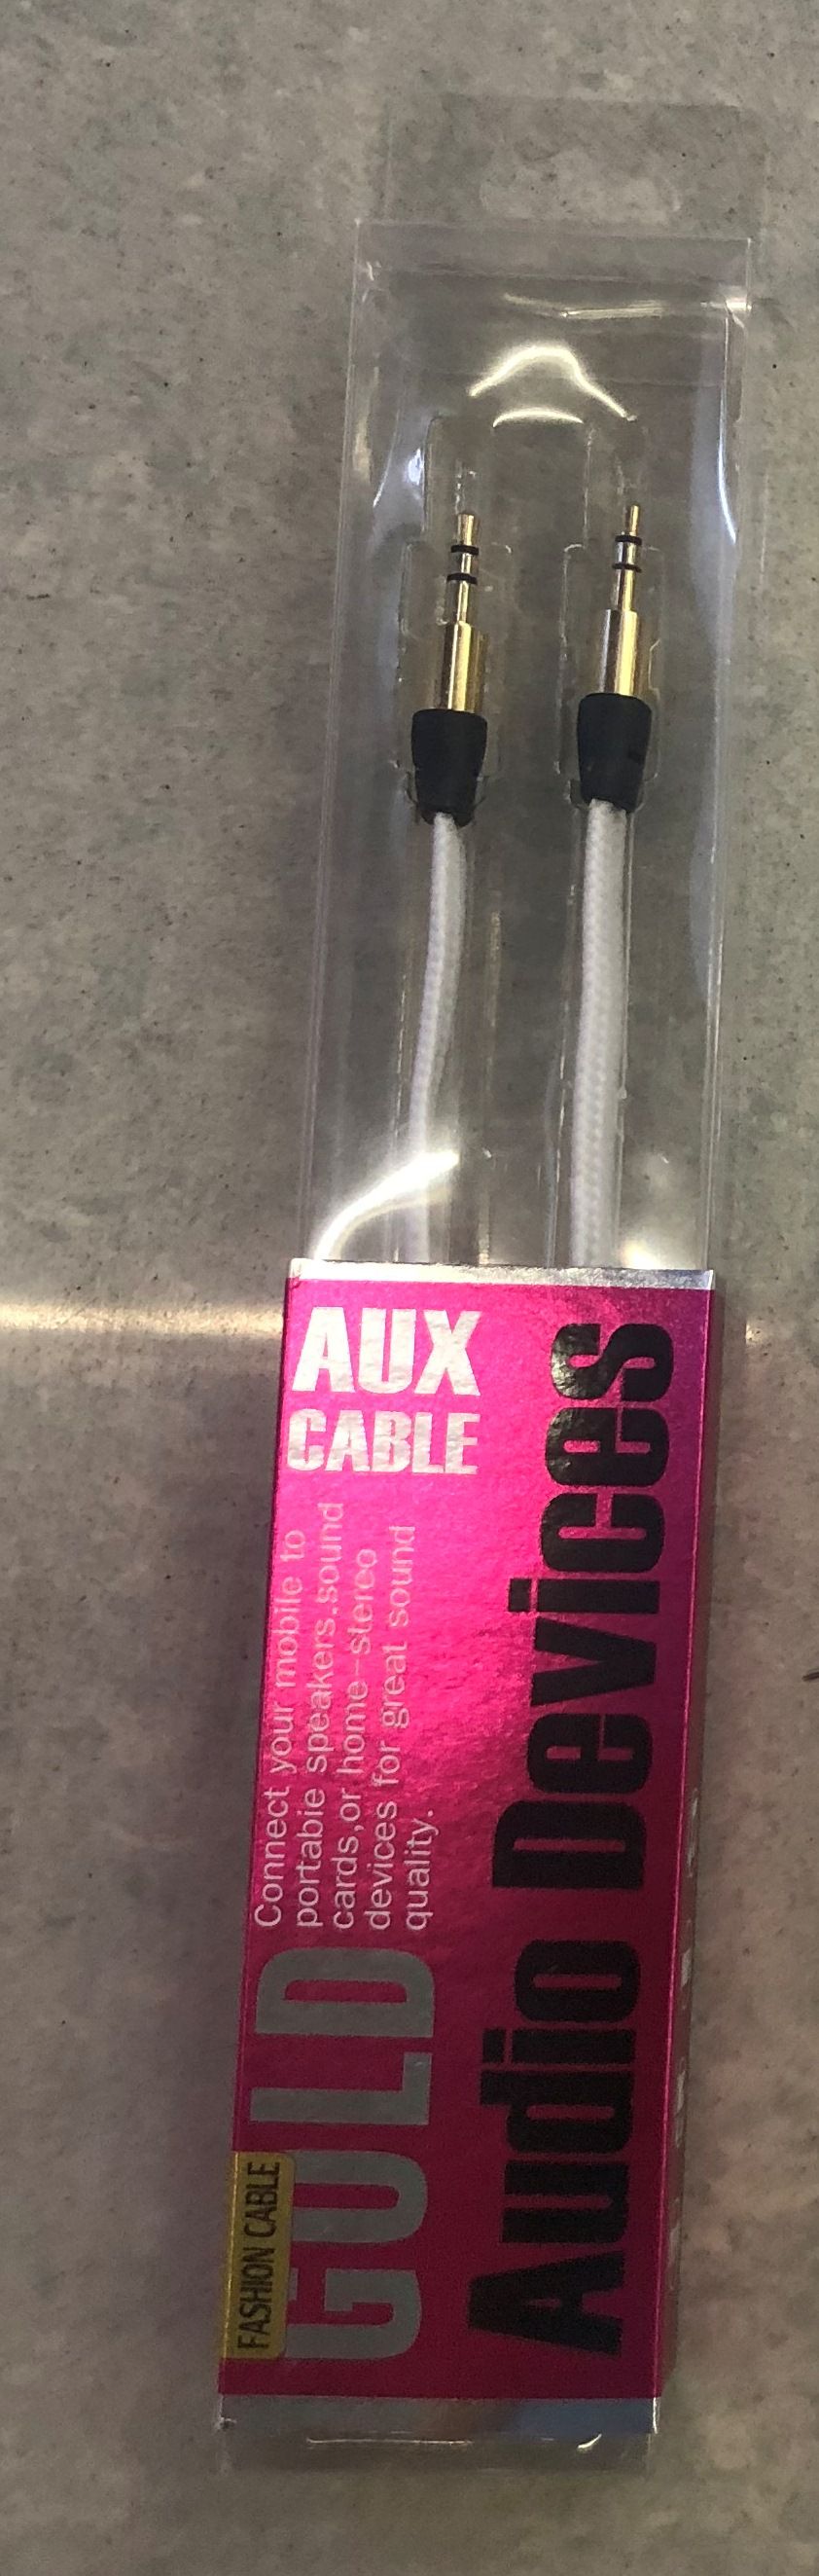 AUX
CABLE
Connect your mobile to
portable speakers,sound
cards,or home-stereo
devices for great sound
quality.
FASHION CABLE
GOLD
Audio Devices